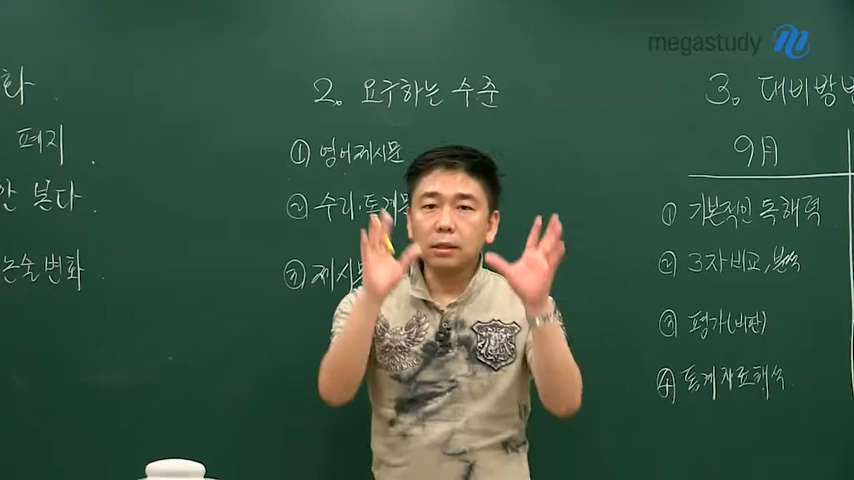 megastudy
화
폐지
안 본다
논술변화
2. 요구하는 수준
① 영어제시문
② 수리·통계
③ 제시문
3. 대비방
9月
① 기본적인 독해력
② 3자비교, 분석
③ 평가(비판)
④ 통계자료해석